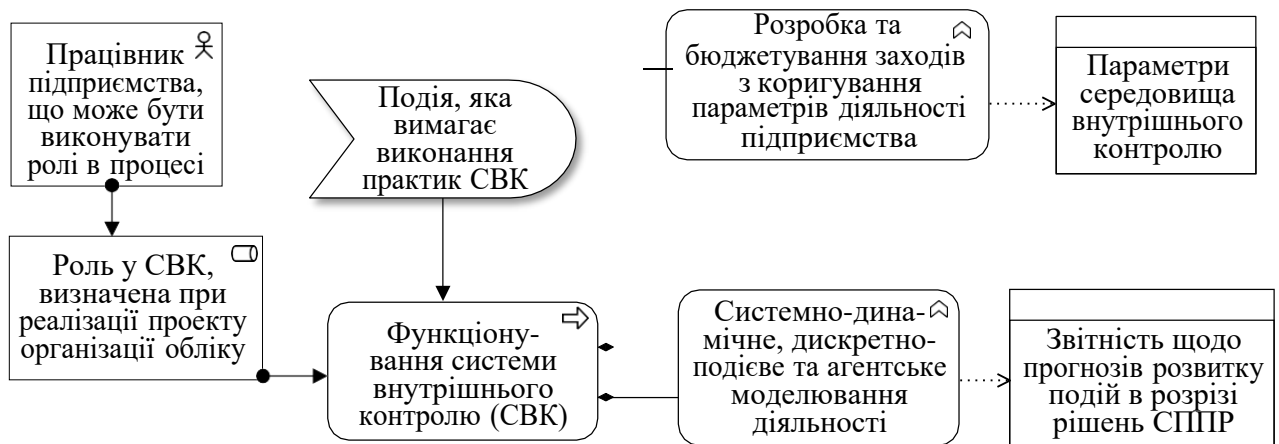 Працівник
підприємства,
що може бути
виконувати
ролі в процесі
Подія, яка
вимагає
виконання
практик СВК
Розробка та
бюджетування заходів
з коригування
параметрів діяльності
підприємства
Параметри
середовища
внутрішнього
контролю
Роль у СВК,
визначена при
реалізації проекту
організації обліку
Функціону-
вання системи
внутрішнього
контролю (СВК)
Системно-дина-
мічне, дискретно-
подієве та агентське
моделювання
діяльності
Звітність щодо
прогнозів розвитку
подій в розрізі
рішень СППР